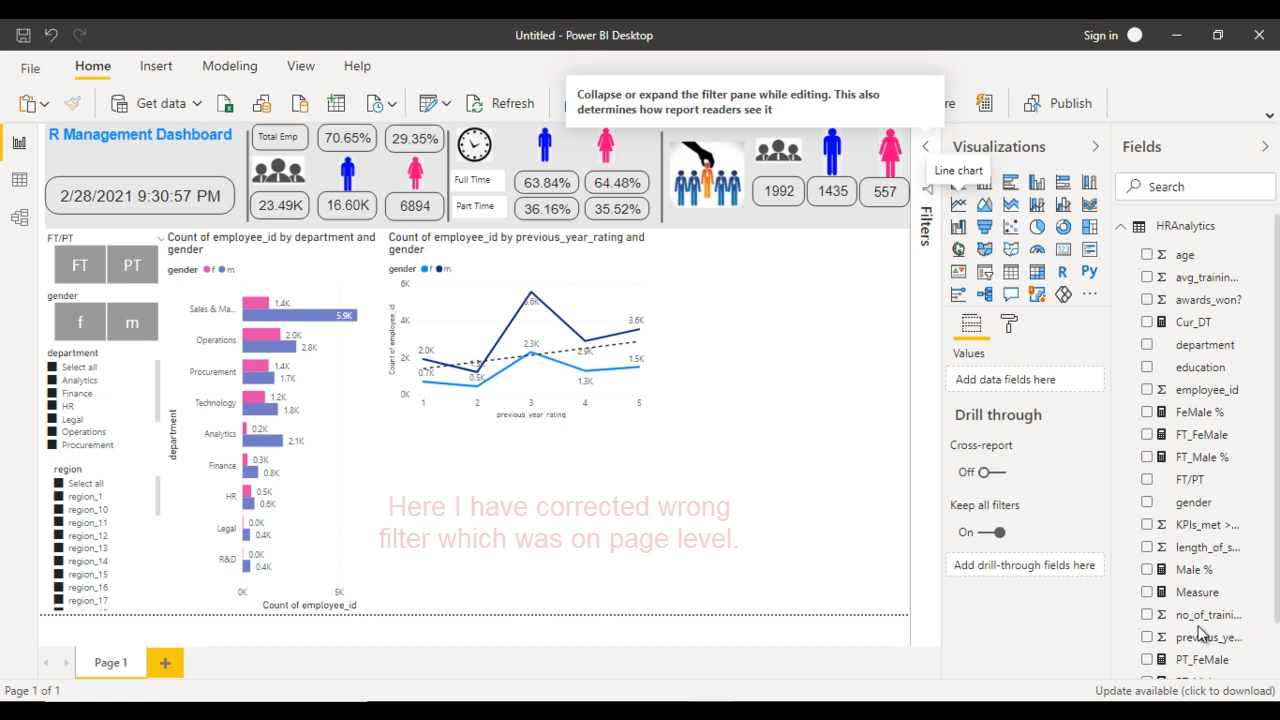 Untitled - Power BI Desktop
Sign in
File
Home
Insert
Modeling
View
Help
Get data
Refresh
Publish
Collapse or expand the filter pane while editing. This also
determines how report readers see it
Line chart
R Management Dashboard
2/28/2021 9:30:57 PM
Total Emp
70.65%
29.35%
23.49K
16.60K
6894
Full Time
63.84%
64.48%
Part Time
36.16%
35.52%
1992
1435
557
FT/PT
FT
PT
gender
f
m
department
Select all
Analytics
Finance
HR
Legal
Operations
Procurement
region
Select all
region_1
region_10
region_11
region_12
region_13
region_14
region_15
region_16
region_17
Count of employee_id by department and
gender
gender f m
Sales & Ma...
1.4K
5.9K
Operations
2.0K
2.8K
Procurement
1.4K
1.7K
Technology
1.2K
1.8K
Analytics
0.2K
2.1K
Finance
0.3K
0.8K
HR
0.5K
0.6K
Legal
0.0K
0.4K
R&D
0.0K
0.4K
department
0K
5K
Count of employee_id
Count of employee_id by previous_year_rating and
gender
gender f m
6K
4K
2K
0K
Count of employee_id
2.0K
0.7K
0.5K
5.6K
2.3K
2.9K
1.3K
3.6K
1.5K
1
2
3
4
5
previous_year_rating
Here I have corrected wrong
filter which was on page level.
Filters
Visualizations
R
Py
Values
Add data fields here
Drill through
Cross-report
Off
Keep all filters
On
Add drill-through fields here
Fields
Search
HRAnalytics
age
avg_trainin...
awards_won?
Cur_DT
department
education
employee_id
FeMale %
FT_FeMale
FT_Male %
FT/PT
gender
KPIs_met >...
length_of_s...
Male %
Measure
no_of_traini...
PT_FeMale
Page 1
Page 1 of 1
Update available (click to download)